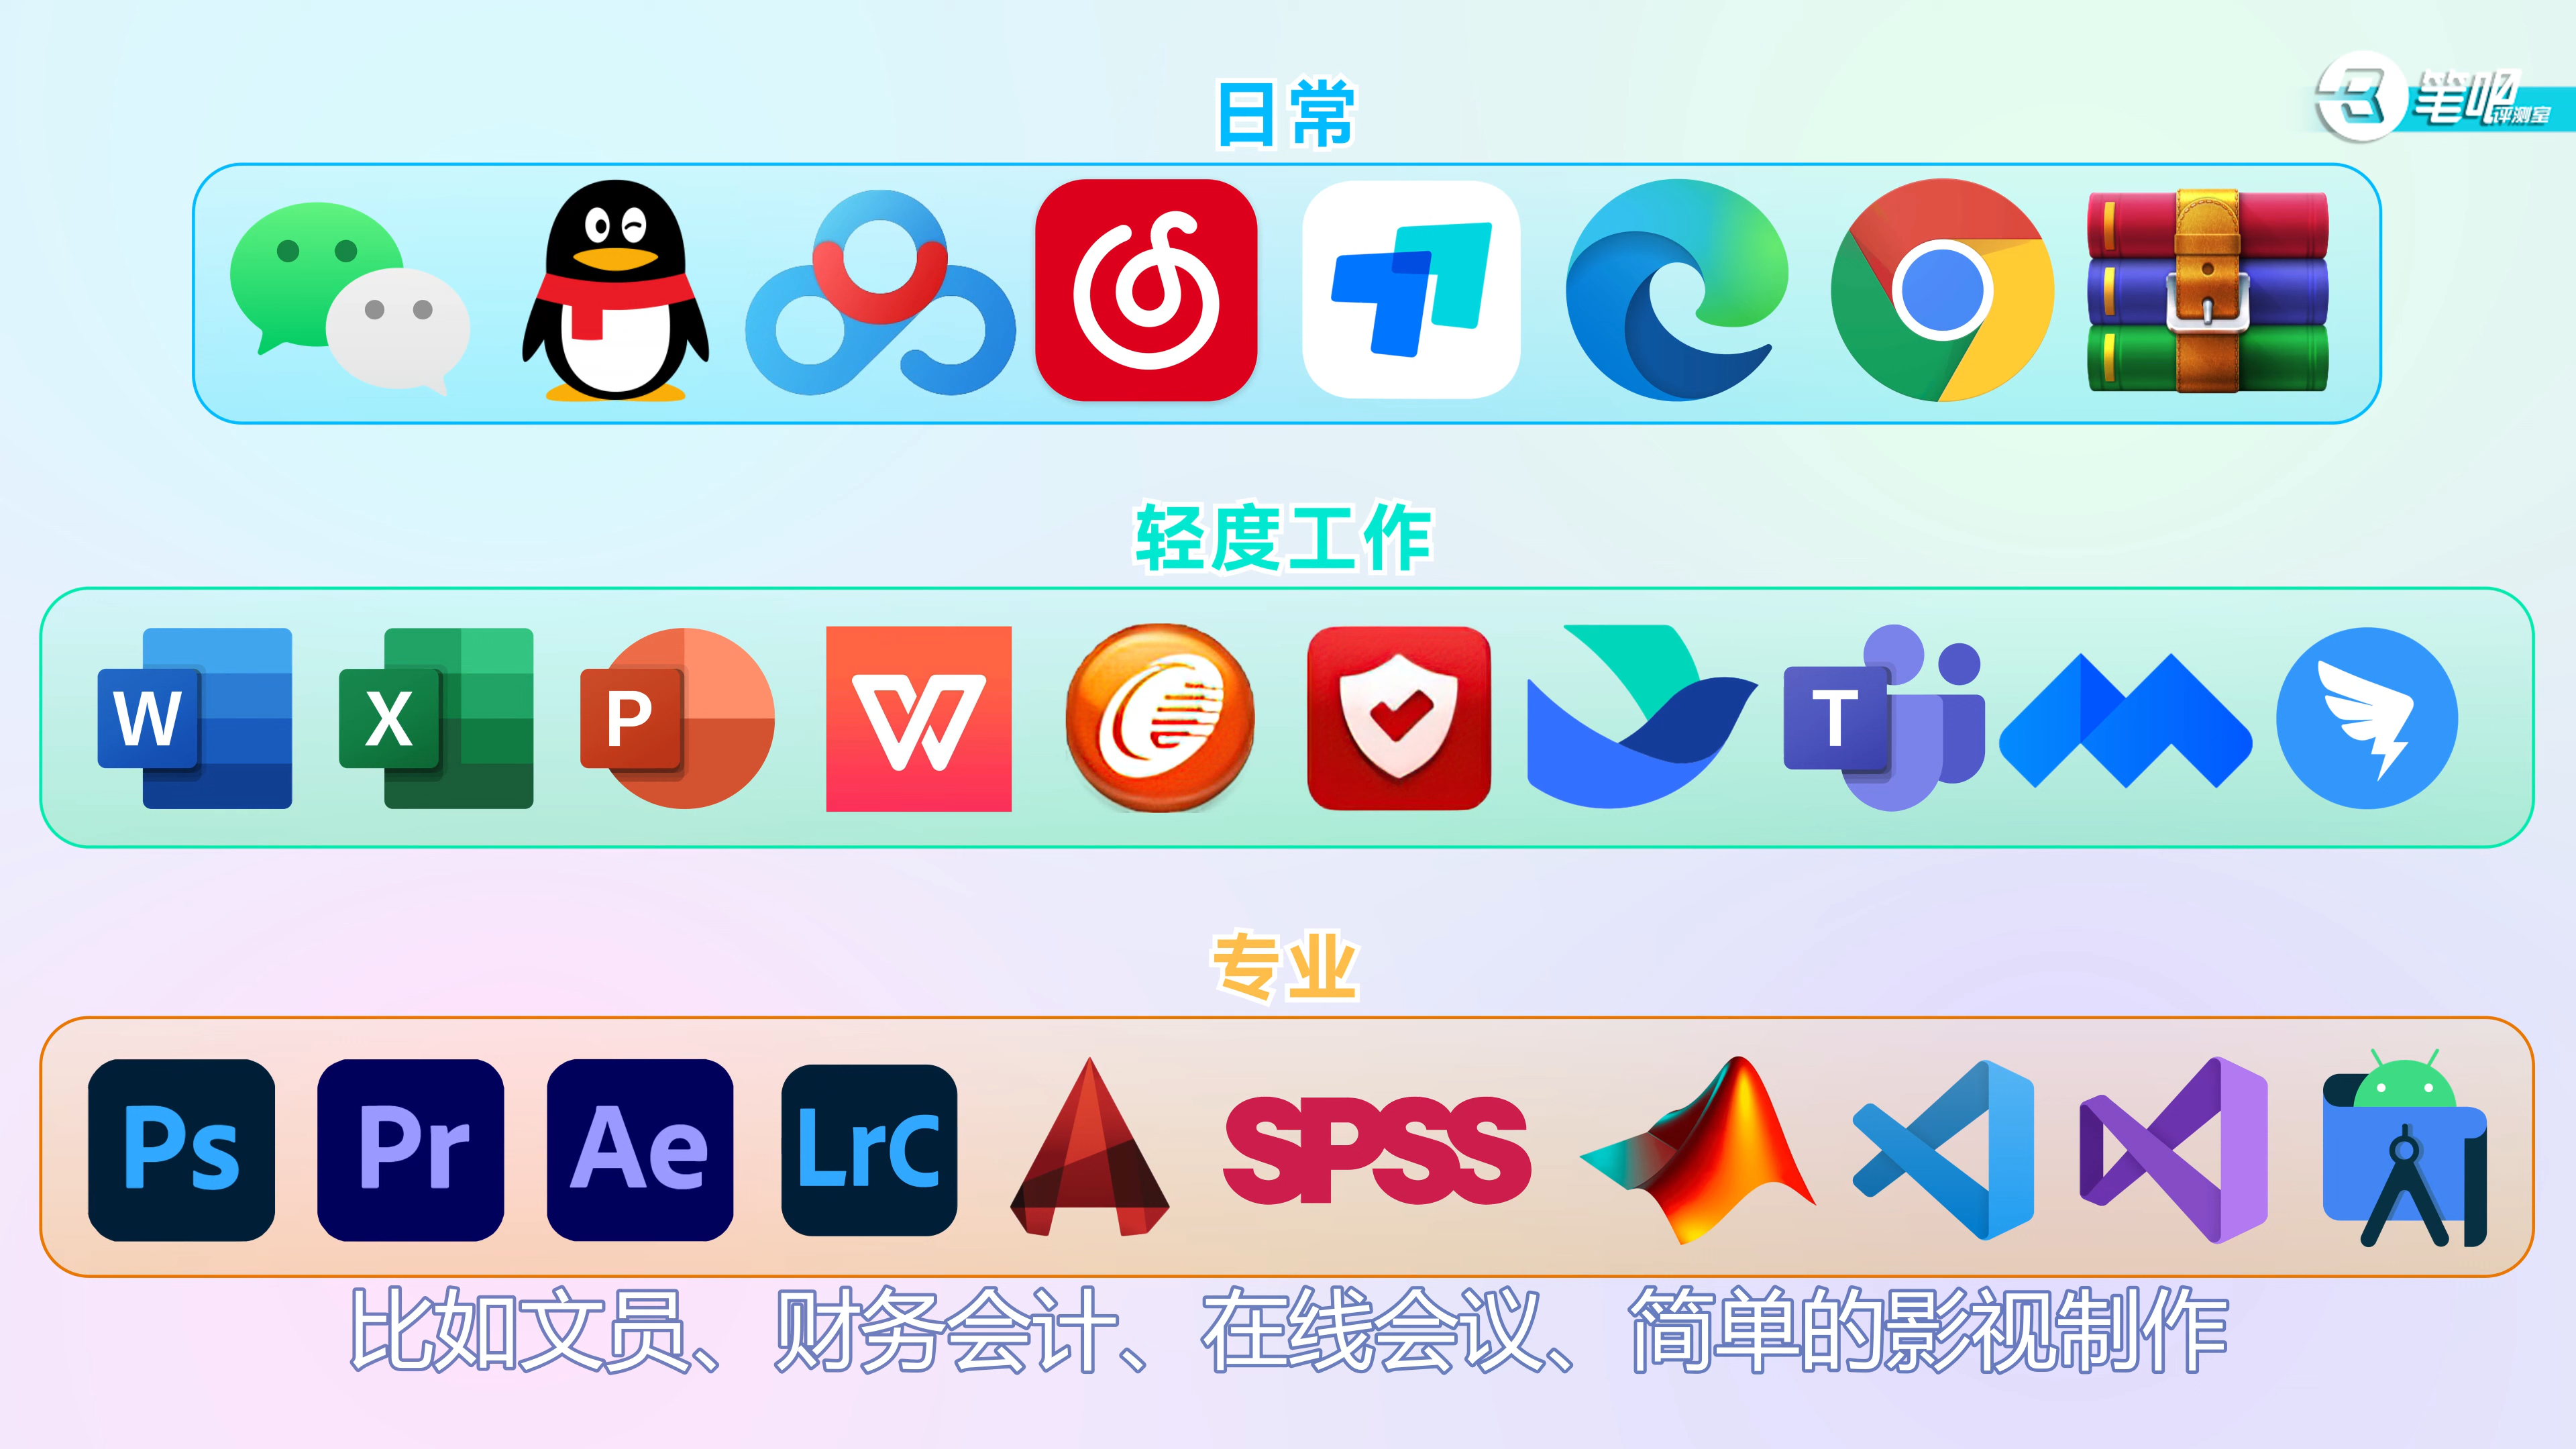 日常
笔吧评测室
轻度工作
W
X
P
W
T
专业
Ps
Pr
Ae
LrC
SPSS
比如文员、财务会计、在线会议、简单的影视制作